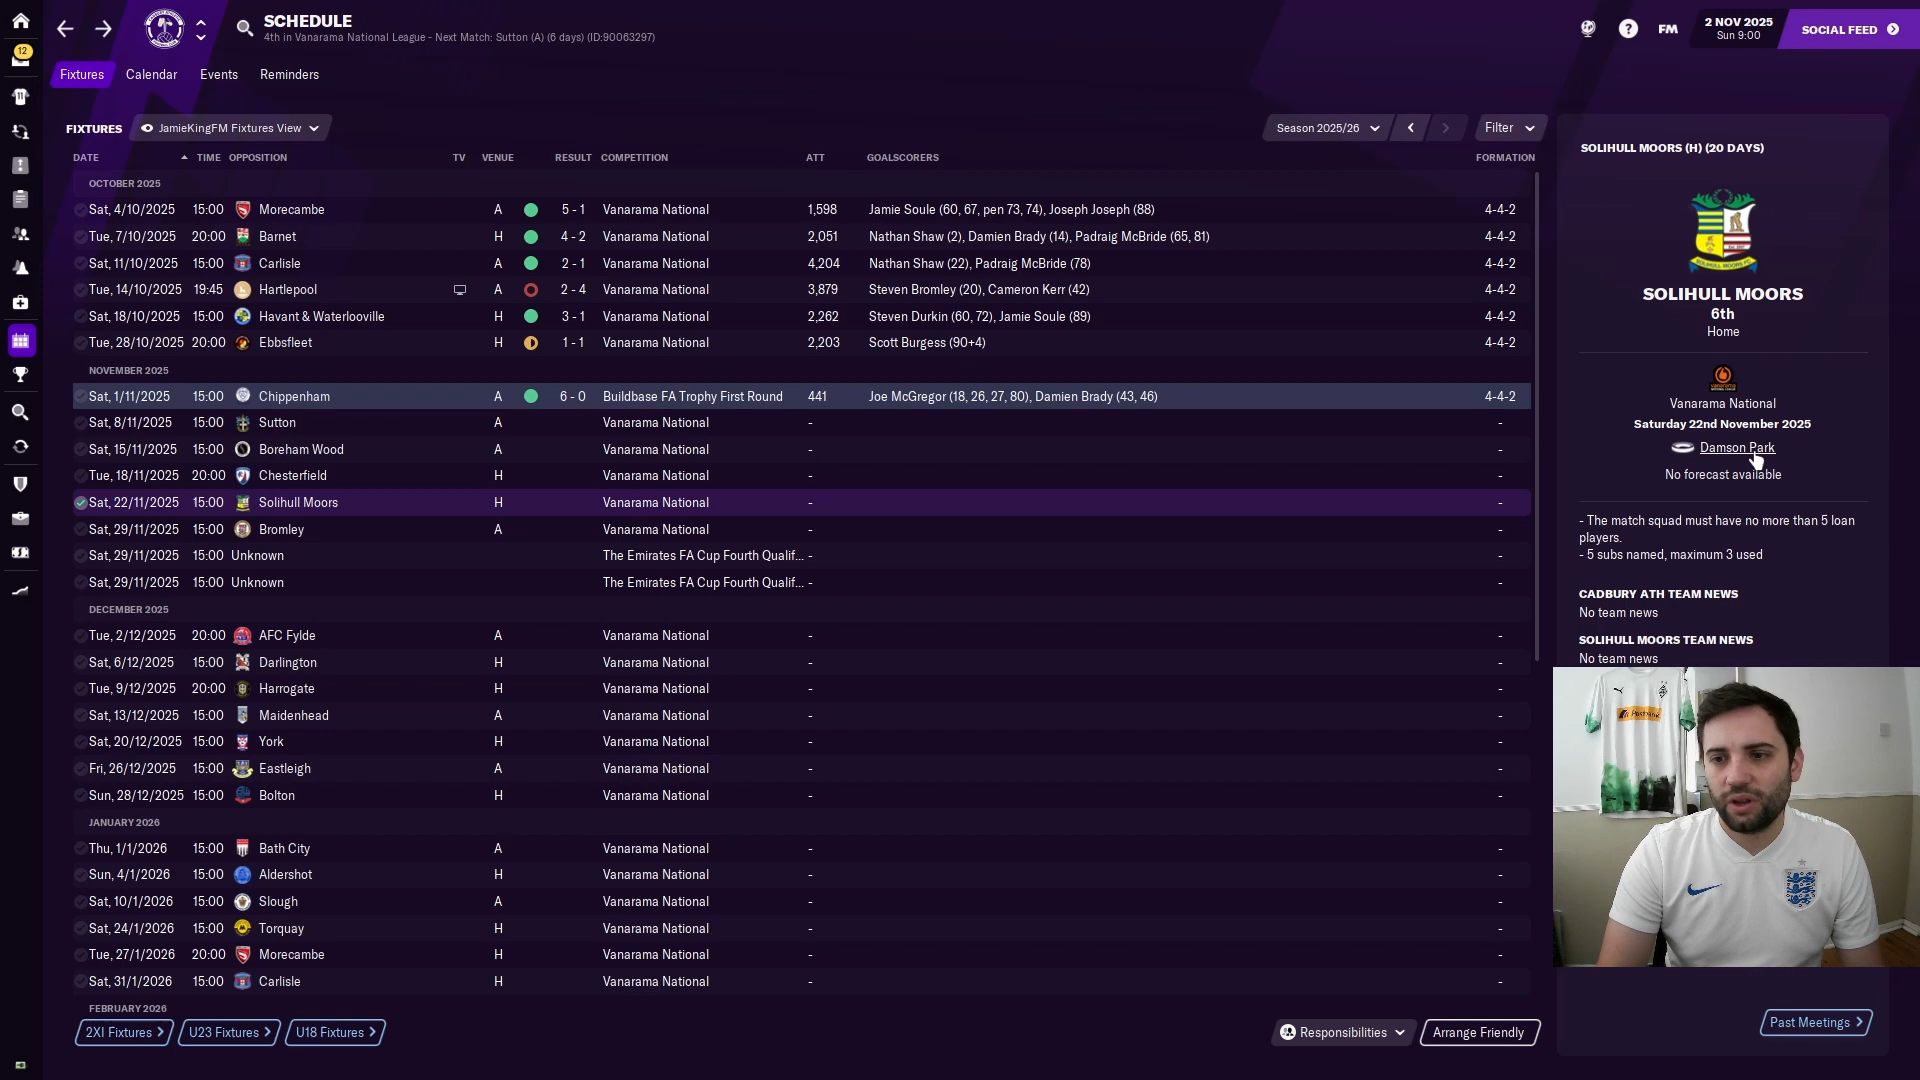 SCHEDULE
4th in Vanarama National League - Next Match: Sutton (A) (6 days) (ID:90063297)
FM
2 NOV 2025
Sun 9:00
SOCIAL FEED
12
Fixtures Calendar Events Reminders
FIXTURES JamieKingFM Fixtures View Season 2025/26 Filter
DATE TIME OPPOSITION TV VENUE RESULT COMPETITION ATT GOALSCORERS FORMATION
OCTOBER 2025
Sat, 4/10/2025 15:00 Morecambe A 5 - 1 Vanarama National 1,598 Jamie Soule (60, 67, pen 73, 74), Joseph Joseph (88) 4-4-2
Tue, 7/10/2025 20:00 Barnet H 4 - 2 Vanarama National 2,051 Nathan Shaw (2), Damien Brady (14), Padraig McBride (65, 81) 4-4-2
Sat, 11/10/2025 15:00 Carlisle A 2 - 1 Vanarama National 4,204 Nathan Shaw (22), Padraig McBride (78) 4-4-2
Tue, 14/10/2025 19:45 Hartlepool A 2 - 4 Vanarama National 3,879 Steven Bromley (20), Cameron Kerr (42) 4-4-2
Sat, 18/10/2025 15:00 Havant & Waterlooville H 3 - 1 Vanarama National 2,262 Steven Durkin (60, 72), Jamie Soule (89) 4-4-2
Tue, 28/10/2025 20:00 Ebbsfleet H 1 - 1 Vanarama National 2,203 Scott Burgess (90+4) 4-4-2
NOVEMBER 2025
Sat, 1/11/2025 15:00 Chippenham A 6 - 0 Buildbase FA Trophy First Round 441 Joe McGregor (18, 26, 27, 80), Damien Brady (43, 46) 4-4-2
Sat, 8/11/2025 15:00 Sutton A Vanarama National - -
Sat, 15/11/2025 15:00 Boreham Wood A Vanarama National - -
Tue, 18/11/2025 20:00 Chesterfield H Vanarama National - -
Sat, 22/11/2025 15:00 Solihull Moors H Vanarama National - -
Sat, 29/11/2025 15:00 Bromley A Vanarama National - -
Sat, 29/11/2025 15:00 Unknown The Emirates FA Cup Fourth Qualif... - -
Sat, 29/11/2025 15:00 Unknown The Emirates FA Cup Fourth Qualif... - -
DECEMBER 2025
Tue, 2/12/2025 20:00 AFC Fylde A Vanarama National - -
Sat, 6/12/2025 15:00 Darlington H Vanarama National - -
Tue, 9/12/2025 20:00 Harrogate H Vanarama National - -
Sat, 13/12/2025 15:00 Maidenhead A Vanarama National - -
Sat, 20/12/2025 15:00 York H Vanarama National - -
Fri, 26/12/2025 15:00 Eastleigh A Vanarama National - -
Sun, 28/12/2025 15:00 Bolton H Vanarama National - -
JANUARY 2026
Thu, 1/1/2026 15:00 Bath City A Vanarama National - -
Sun, 4/1/2026 15:00 Aldershot H Vanarama National - -
Sat, 10/1/2026 15:00 Slough A Vanarama National - -
Sat, 24/1/2026 15:00 Torquay H Vanarama National - -
Tue, 27/1/2026 20:00 Morecambe H Vanarama National - -
Sat, 31/1/2026 15:00 Carlisle H Vanarama National - -
FEBRUARY 2026
2XI Fixtures U23 Fixtures U18 Fixtures Responsibilities Arrange Friendly
SOLIHULL MOORS (H) (20 DAYS)
SOLIHULL MOORS
6th
Home
Vanarama National
Saturday 22nd November 2025
Damson Park
No forecast available
- The match squad must have no more than 5 loan
players.
- 5 subs named, maximum 3 used
CADBURY ATH TEAM NEWS
No team news
SOLIHULL MOORS TEAM NEWS
No team news
Past Meetings